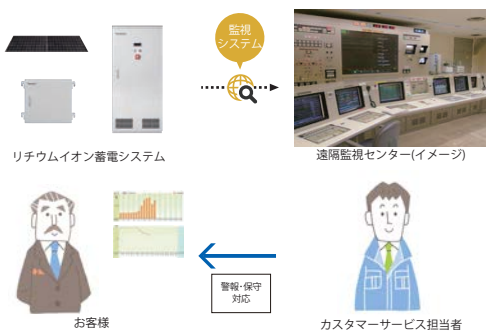 監視
システム
リチウムイオン蓄電システム
遠隔監視センター(イメージ)
警報・保守
対応
お客様
カスタマーサービス担当者